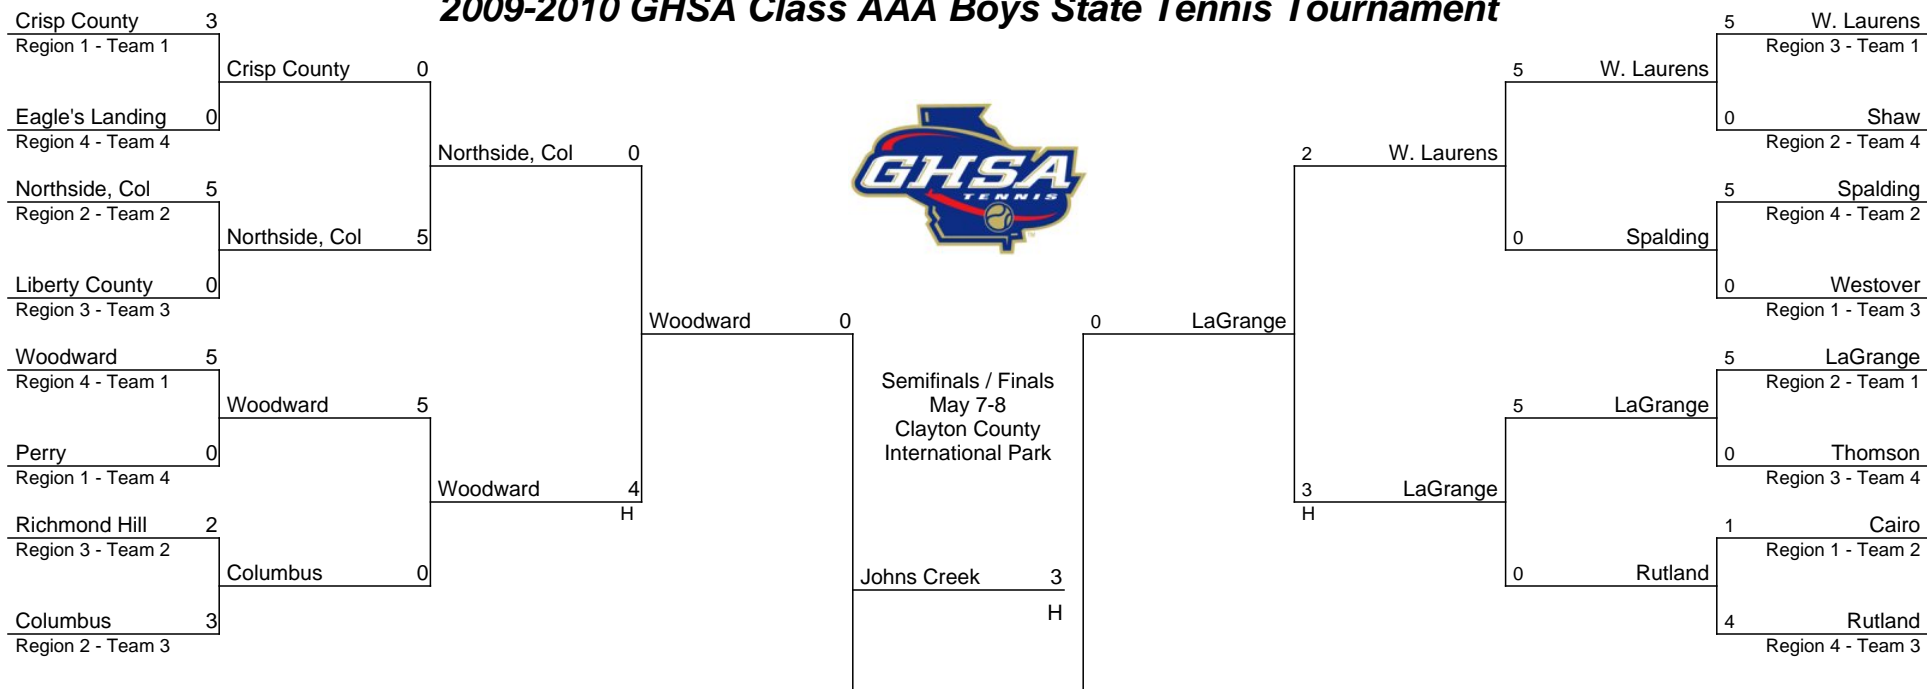 2009-2010 GHSA Class AAA Boys State Tennis Tournament
Crisp County 3
Region 1 - Team 1
Eagle's Landing 0
Region 4 - Team 4
Northside, Col 5
Region 2 - Team 2
Liberty County 0
Region 3 - Team 3
Woodward 5
Region 4 - Team 1
Perry 0
Region 1 - Team 4
Richmond Hill 2
Region 3 - Team 2
Columbus 3
Region 2 - Team 3
Crisp County 0
Northside, Col 5
Woodward 5
Columbus 0
Northside, Col 0
Woodward 4
H
Woodward 0
GHSA
TENNIS
Semifinals / Finals
May 7-8
Clayton County
International Park
Johns Creek 3
H
0 LaGrange
2 W. Laurens
3 LaGrange
H
5 W. Laurens
0 Spalding
5 LaGrange
0 Rutland
5 W. Laurens
Region 3 - Team 1
0 Shaw
Region 2 - Team 4
5 Spalding
Region 4 - Team 2
0 Westover
Region 1 - Team 3
5 LaGrange
Region 2 - Team 1
0 Thomson
Region 3 - Team 4
1 Cairo
Region 1 - Team 2
4 Rutland
Region 4 - Team 3